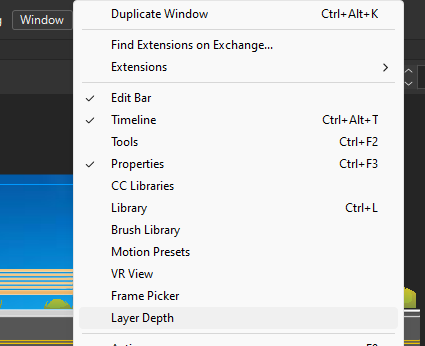 Window
Duplicate Window Ctrl+Alt+K
Find Extensions on Exchange...
Extensions
Edit Bar
Timeline Ctrl+Alt+T
Tools Ctrl+F2
Properties Ctrl+F3
CC Libraries
Library Ctrl+L
Brush Library
Motion Presets
VR View
Frame Picker
Layer Depth